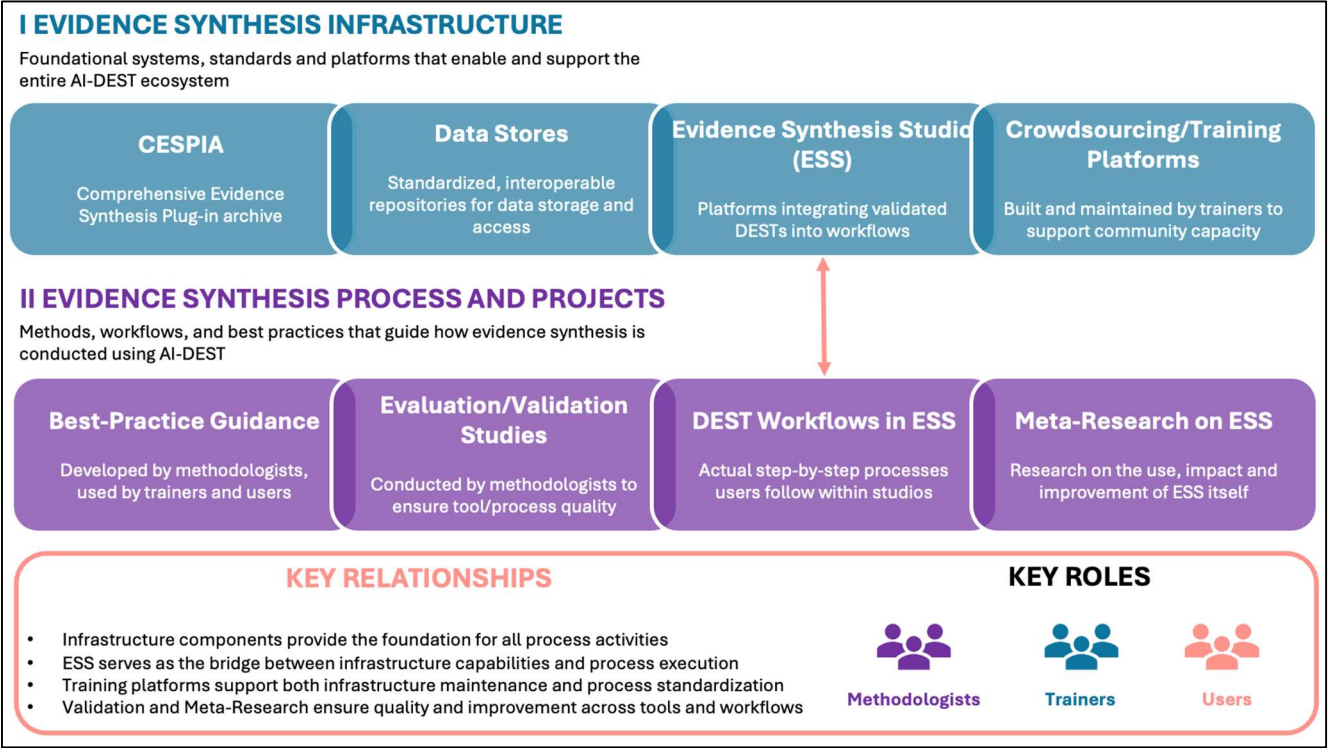 I EVIDENCE SYNTHESIS INFRASTRUCTURE
Foundational systems, standards and platforms that enable and support the
entire AI-DEST ecosystem
CESPIA
Comprehensive Evidence
Synthesis Plug-in archive
Data Stores
Standardized, interoperable
repositories for data storage and
access
Evidence Synthesis Studio
(ESS)
Platforms integrating validated
DESTs into workflows
Crowdsourcing/Training
Platforms
Built and maintained by trainers to
support community capacity
II EVIDENCE SYNTHESIS PROCESS AND PROJECTS
Methods, workflows, and best practices that guide how evidence synthesis is
conducted using AI-DEST
Best-Practice Guidance
Developed by methodologists,
used by trainers and users
Evaluation/Validation
Studies
Conducted by methodologists to
ensure tool/process quality
DEST Workflows in ESS
Actual step-by-step processes
users follow within studios
Meta-Research on ESS
Research on the use, impact and
improvement of ESS itself
KEY RELATIONSHIPS
• Infrastructure components provide the foundation for all process activities
• ESS serves as the bridge between infrastructure capabilities and process execution
• Training platforms support both infrastructure maintenance and process standardization
• Validation and Meta-Research ensure quality and improvement across tools and workflows
KEY ROLES
Methodologists
Trainers
Users